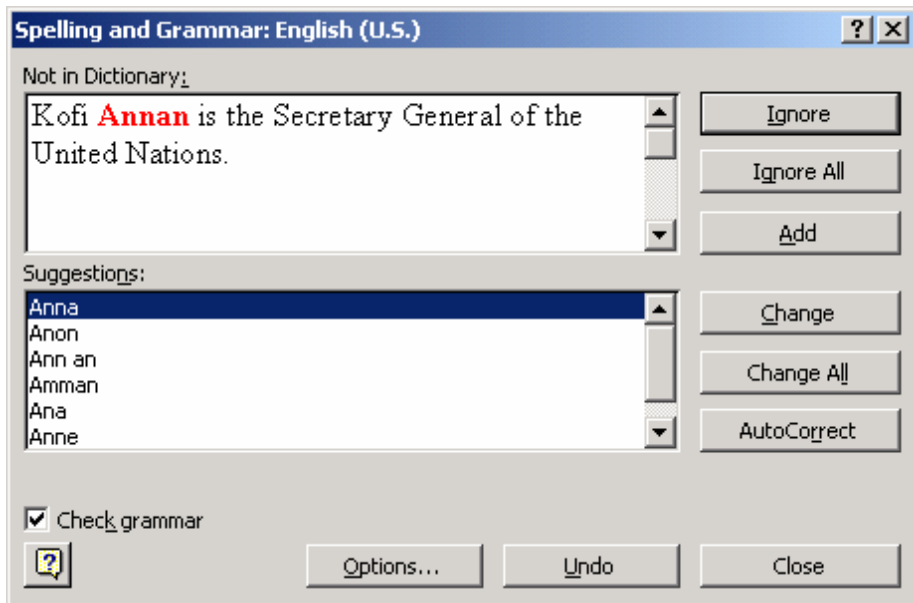 Spelling and Grammar: English (U.S.)
Not in Dictionary:
Kofi Annan is the Secretary General of the
United Nations.
Ignore
Ignore All
Add
Suggestions:
Anna
Anon
Ann an
Amman
Ana
Anne
Change
Change All
AutoCorrect
Check grammar
Options...
Undo
Close